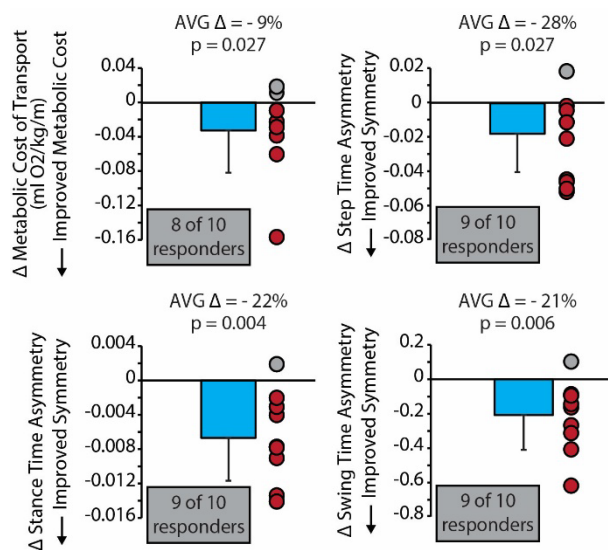 AVG Δ = - 9%
p = 0.027
Δ Metabolic Cost of Transport
(ml O2/kg/m)
↓ Improved Metabolic Cost
0.04
0
-0.04
-0.08
-0.12
-0.16
8 of 10
responders
AVG Δ = - 28%
p = 0.027
Δ Step Time Asymmetry
↓ Improved Symmetry
0.02
0
-0.02
-0.04
-0.06
-0.08
9 of 10
responders
AVG Δ = - 22%
p = 0.004
Δ Stance Time Asymmetry
↓ Improved Symmetry
0.004
0
-0.004
-0.008
-0.012
-0.016
9 of 10
responders
AVG Δ = - 21%
p = 0.006
Δ Swing Time Asymmetry
↓ Improved Symmetry
0.2
0
-0.2
-0.4
-0.6
-0.8
9 of 10
responders